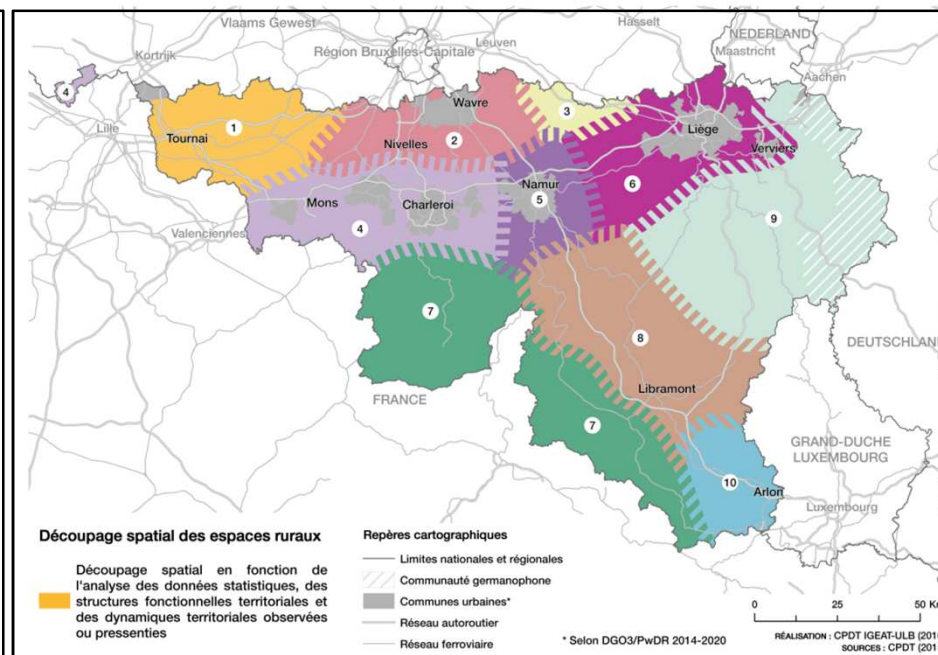 Vlaams Gewest
Hasselt
NEDERLAND
Kortrijk
Région Bruxelles-Capitale
Leuven
Maastricht
Aachen
4
Wavre
3
Lille
1
Liège
Tournai
Nivelles
2
Verviers
Namur
6
Mons
Charleroi
5
9
Valenciennes
4
7
8
DEUTSCHLAND
Libramont
FRANCE
7
GRAND-DUCHE
LUXEMBOURG
10
Arlon
Luxembourg
Découpage spatial des espaces ruraux
Découpage spatial en fonction de
l'analyse des données statistiques, des
structures fonctionnelles territoriales et
des dynamiques territoriales observées
ou pressenties
Repères cartographiques
Limites nationales et régionales
Communauté germanophone
Communes urbaines*
Réseau autoroutier
Réseau ferroviaire
* Selon DGO3/PwDR 2014-2020
0 25 50
RÉALISATION : CPDT IGEAT-ULB
SOURCES : CPDT